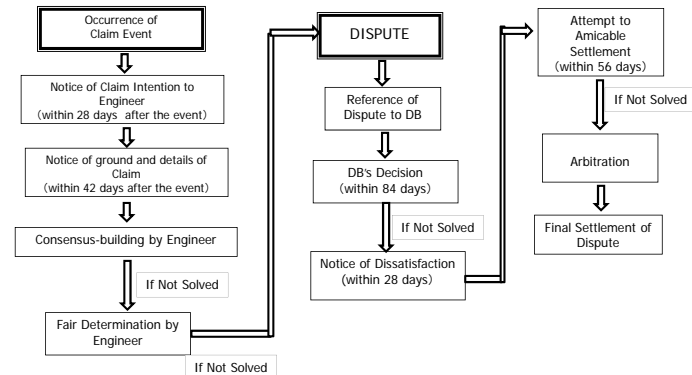 Occurrence of
Claim Event
Notice of Claim Intention to
Engineer
(within 28 days after the event)
Notice of ground and details of
Claim
(within 42 days after the event)
Consensus-building by Engineer
If Not Solved
Fair Determination by
Engineer
If Not Solved
DISPUTE
Reference of
Dispute to DB
DB's Decision
(within 84 days)
If Not Solved
Notice of Dissatisfaction
(within 28 days)
Attempt to
Amicable
Settlement
(within 56 days)
If Not Solved
Arbitration
Final Settlement of
Dispute